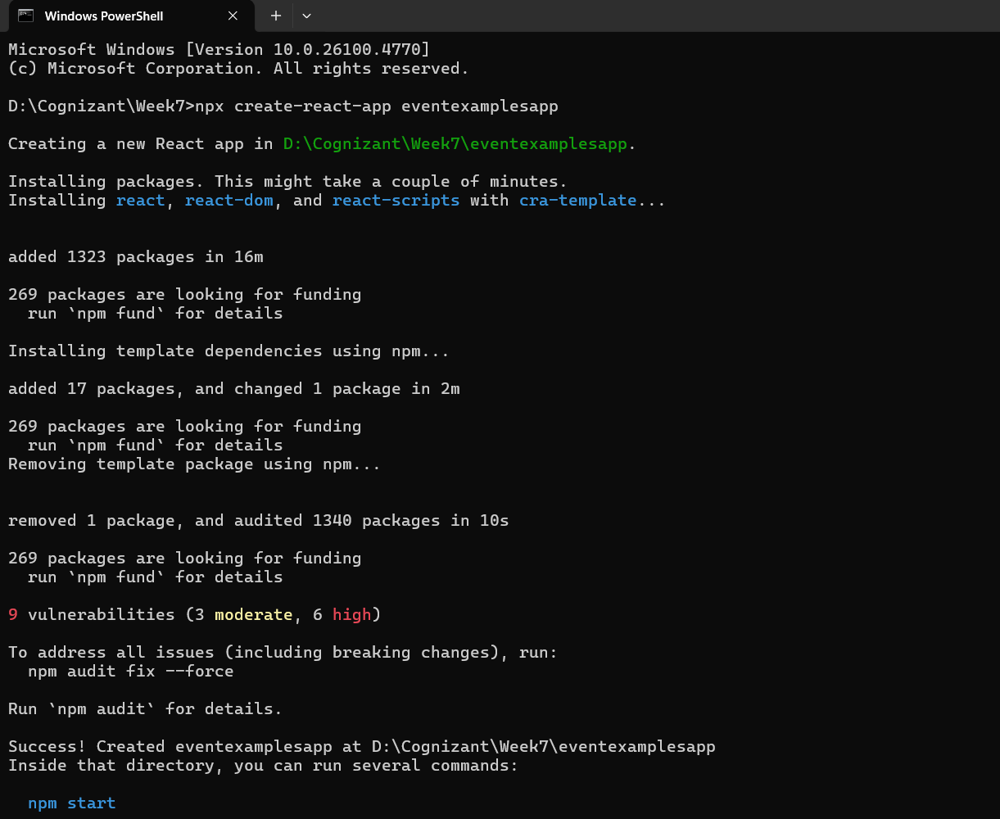 Windows PowerShell
Microsoft Windows [Version 10.0.26100.4770]
(c) Microsoft Corporation. All rights reserved.
D:\Cognizant\Week7>npx create-react-app eventexamplesapp
Creating a new React app in D:\Cognizant\Week7\eventexamplesapp.
Installing packages. This might take a couple of minutes.
Installing react, react-dom, and react-scripts with cra-template...
added 1323 packages in 16m
269 packages are looking for funding
  run `npm fund` for details
Installing template dependencies using npm...
added 17 packages, and changed 1 package in 2m
269 packages are looking for funding
  run `npm fund` for details
Removing template package using npm...
removed 1 package, and audited 1340 packages in 10s
269 packages are looking for funding
  run `npm fund` for details
9 vulnerabilities (3 moderate, 6 high)
To address all issues (including breaking changes), run:
  npm audit fix --force
Run `npm audit` for details.
Success! Created eventexamplesapp at D:\Cognizant\Week7\eventexamplesapp
Inside that directory, you can run several commands:
  npm start